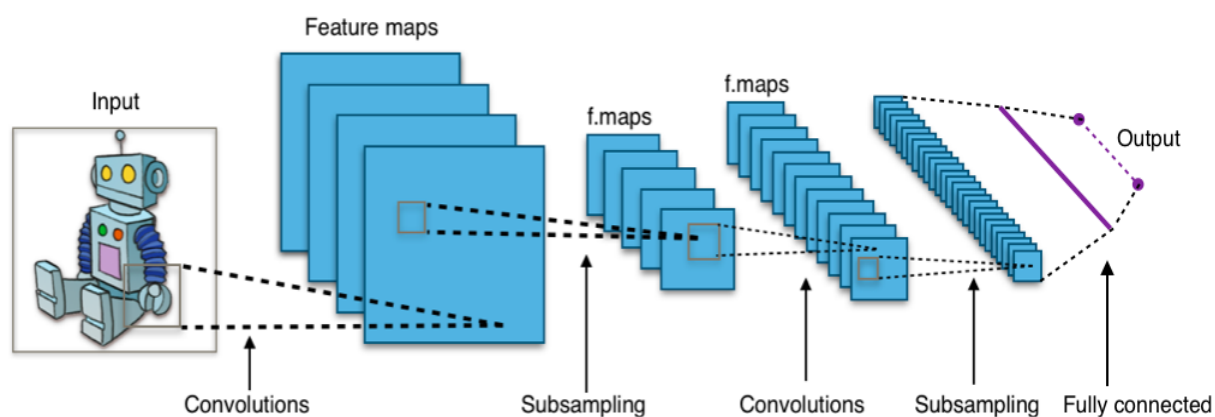 Feature maps
Input
f.maps
f.maps
Output
Convolutions
Subsampling
Convolutions
Subsampling
Fully connected